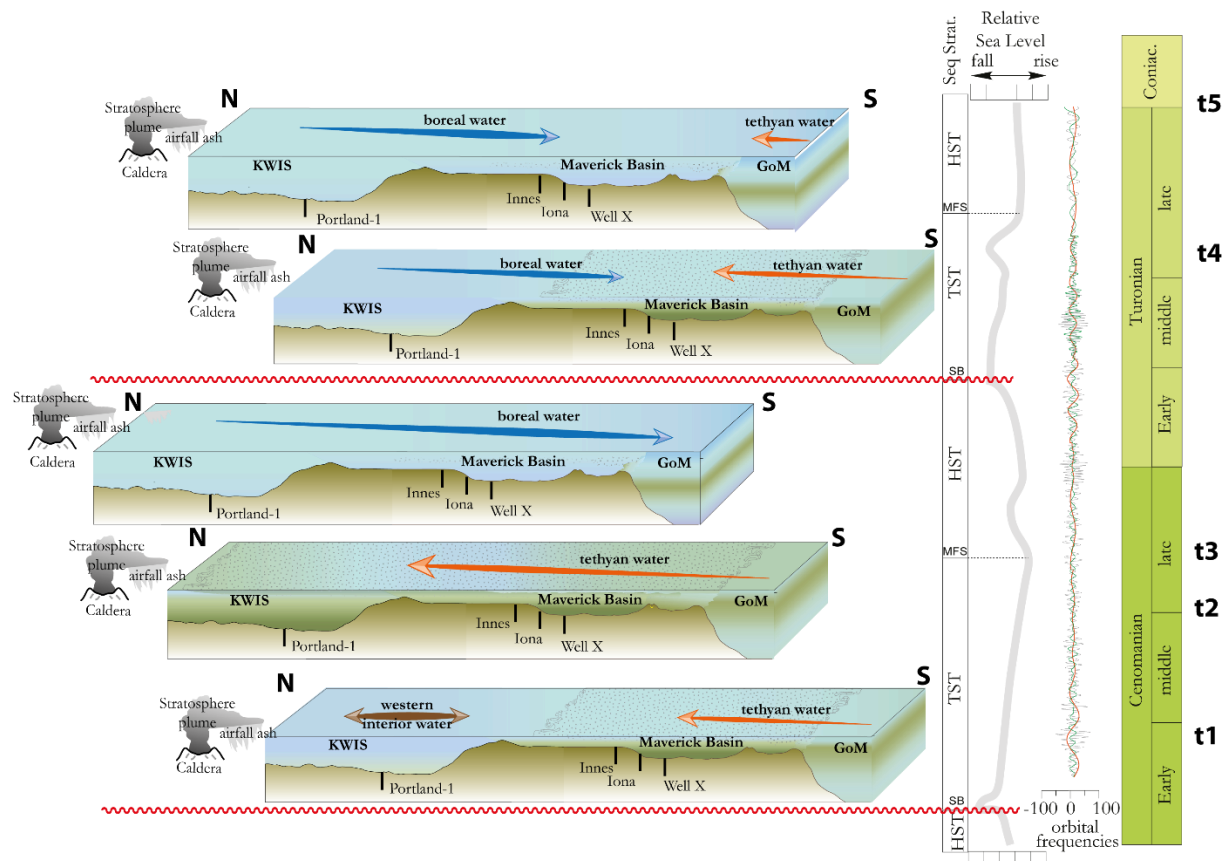 Relative
Sea Level
fall rise
Seq Strat.
Coniac.
t5
N
S
Stratosphere
plume
airfall ash
Caldera
boreal water
tethyan water
KWIS
Maverick Basin
GoM
Innes
Iona
Well X
Portland-1
HST
MFS
late
N
S
Stratosphere
plume
airfall ash
Caldera
boreal water
tethyan water
KWIS
Maverick Basin
GoM
Innes
Iona
Well X
Portland-1
TST
SB
Turonian
middle
t4
N
S
Stratosphere
plume
airfall ash
Caldera
boreal water
KWIS
Maverick Basin
GoM
Innes
Iona
Well X
Portland-1
HST
Early
N
S
Stratosphere
plume
airfall ash
Caldera
tethyan water
KWIS
Maverick Basin
GoM
Innes
Iona
Well X
Portland-1
MFS
late
t3
t2
N
S
Stratosphere
plume
airfall ash
Caldera
western
interior water
tethyan water
KWIS
Maverick Basin
GoM
Innes
Iona
Well X
Portland-1
TST
Cenomanian
middle
t1
Early
SB
HST
-100 0 100
orbital
frequencies